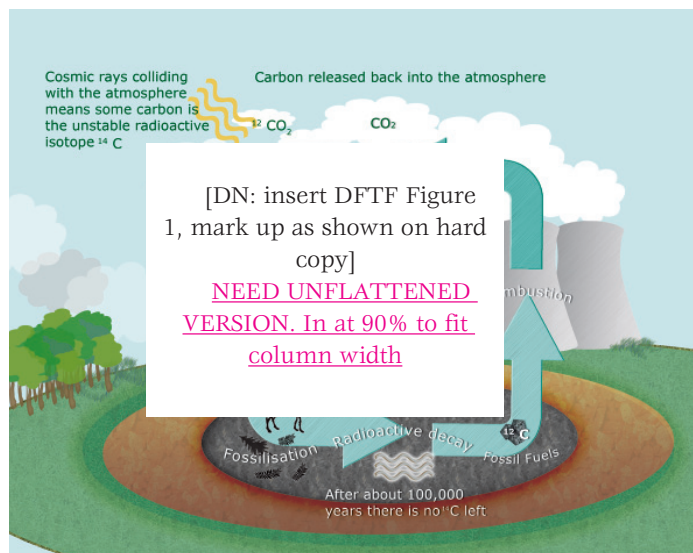 Cosmic rays colliding
with the atmosphere
means some carbon is
the unstable radioactive
isotope ¹⁴ C
Carbon released back into the atmosphere
¹² CO₂
CO₂
[DN: insert DFTF Figure
1, mark up as shown on hard
copy]
NEED UNFLATTENED
VERSION. In at 90% to fit
column width
Fossilisation
Radioactive decay
¹² C
Fossil Fuels
After about 100,000
years there is no ¹⁴C left